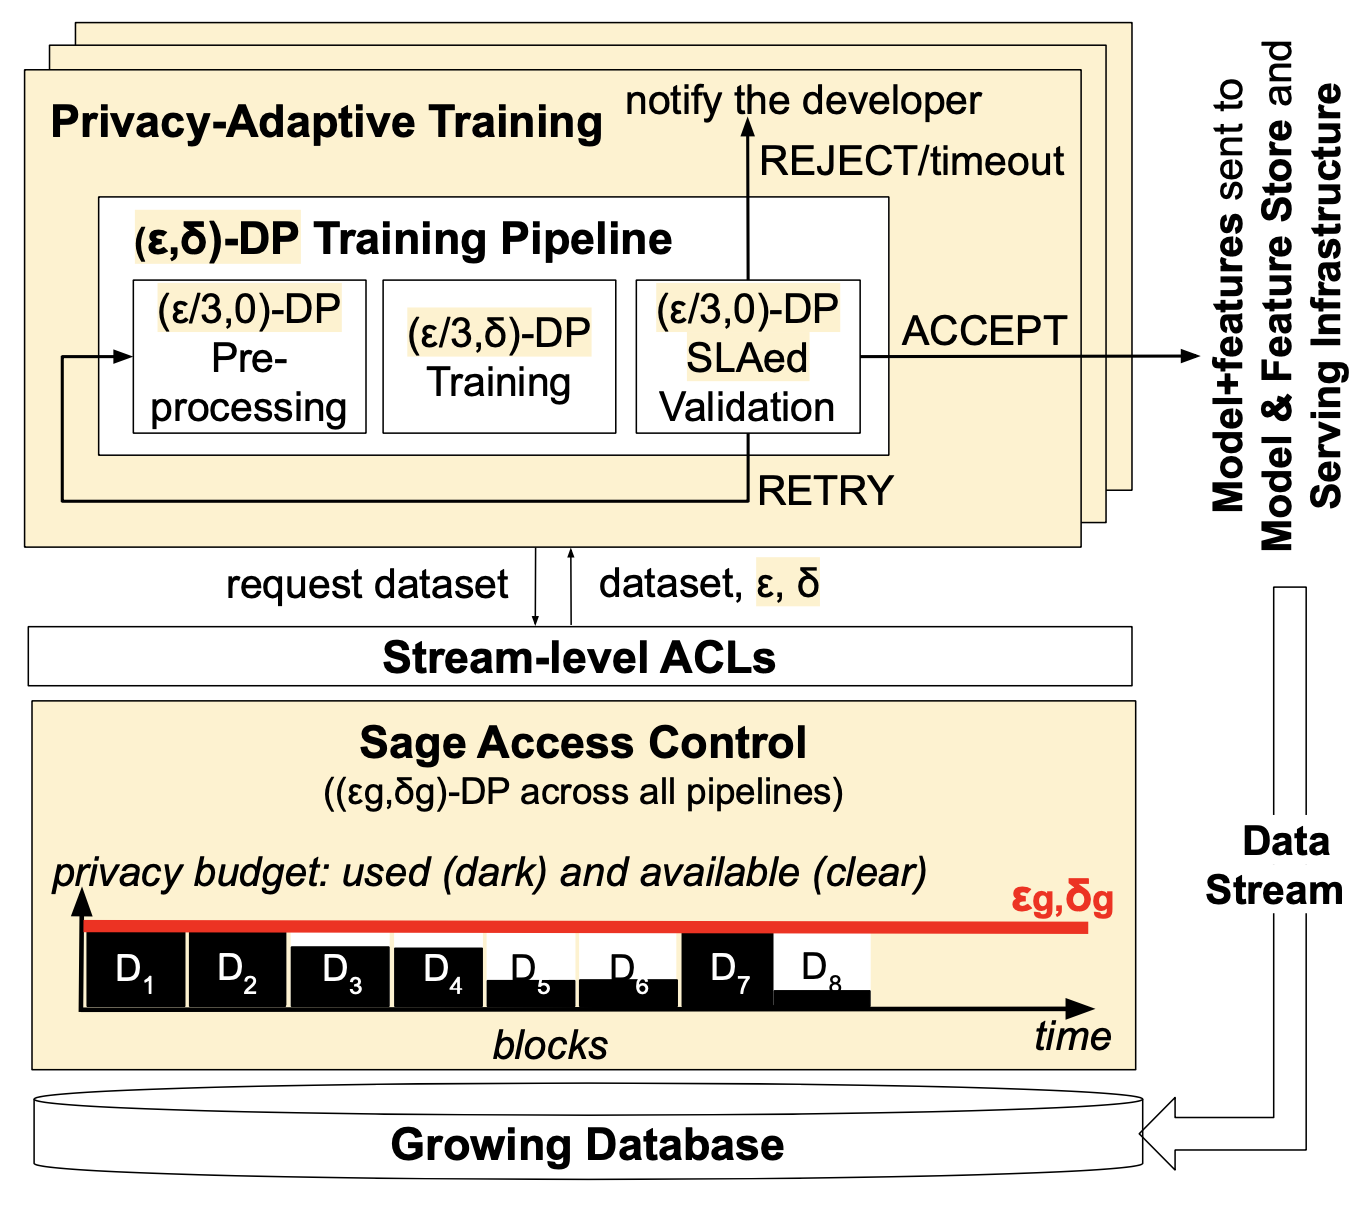 notify the developer
Privacy-Adaptive Training
REJECT/timeout
(ε,δ)-DP Training Pipeline
(ε/3,0)-DP
Pre-
processing
(ε/3,δ)-DP
Training
(ε/3,0)-DP
SLAed
Validation
ACCEPT
RETRY
Model+features sent to
Model & Feature Store and
Serving Infrastructure
request dataset
dataset, ε, δ
Stream-level ACLs
Sage Access Control
((εg,δg)-DP across all pipelines)
privacy budget: used (dark) and available (clear)
εg,δg
D1 D2 D3 D4 D5 D6 D7 D8
blocks
time
Data
Stream
Growing Database